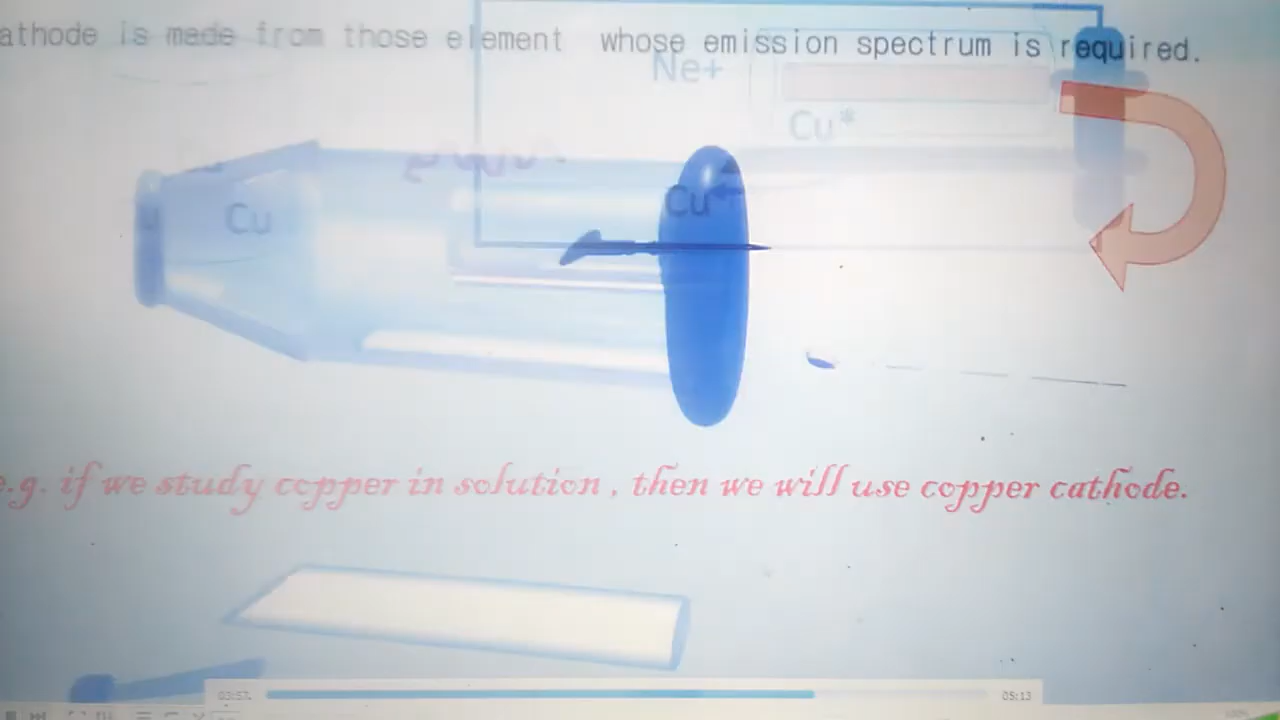 athode is made from those element whose emission spectrum is required.
Ne+
Cu*
Cu
Cu
e.g. if we study copper in solution , then we will use copper cathode.
03:57
05:13